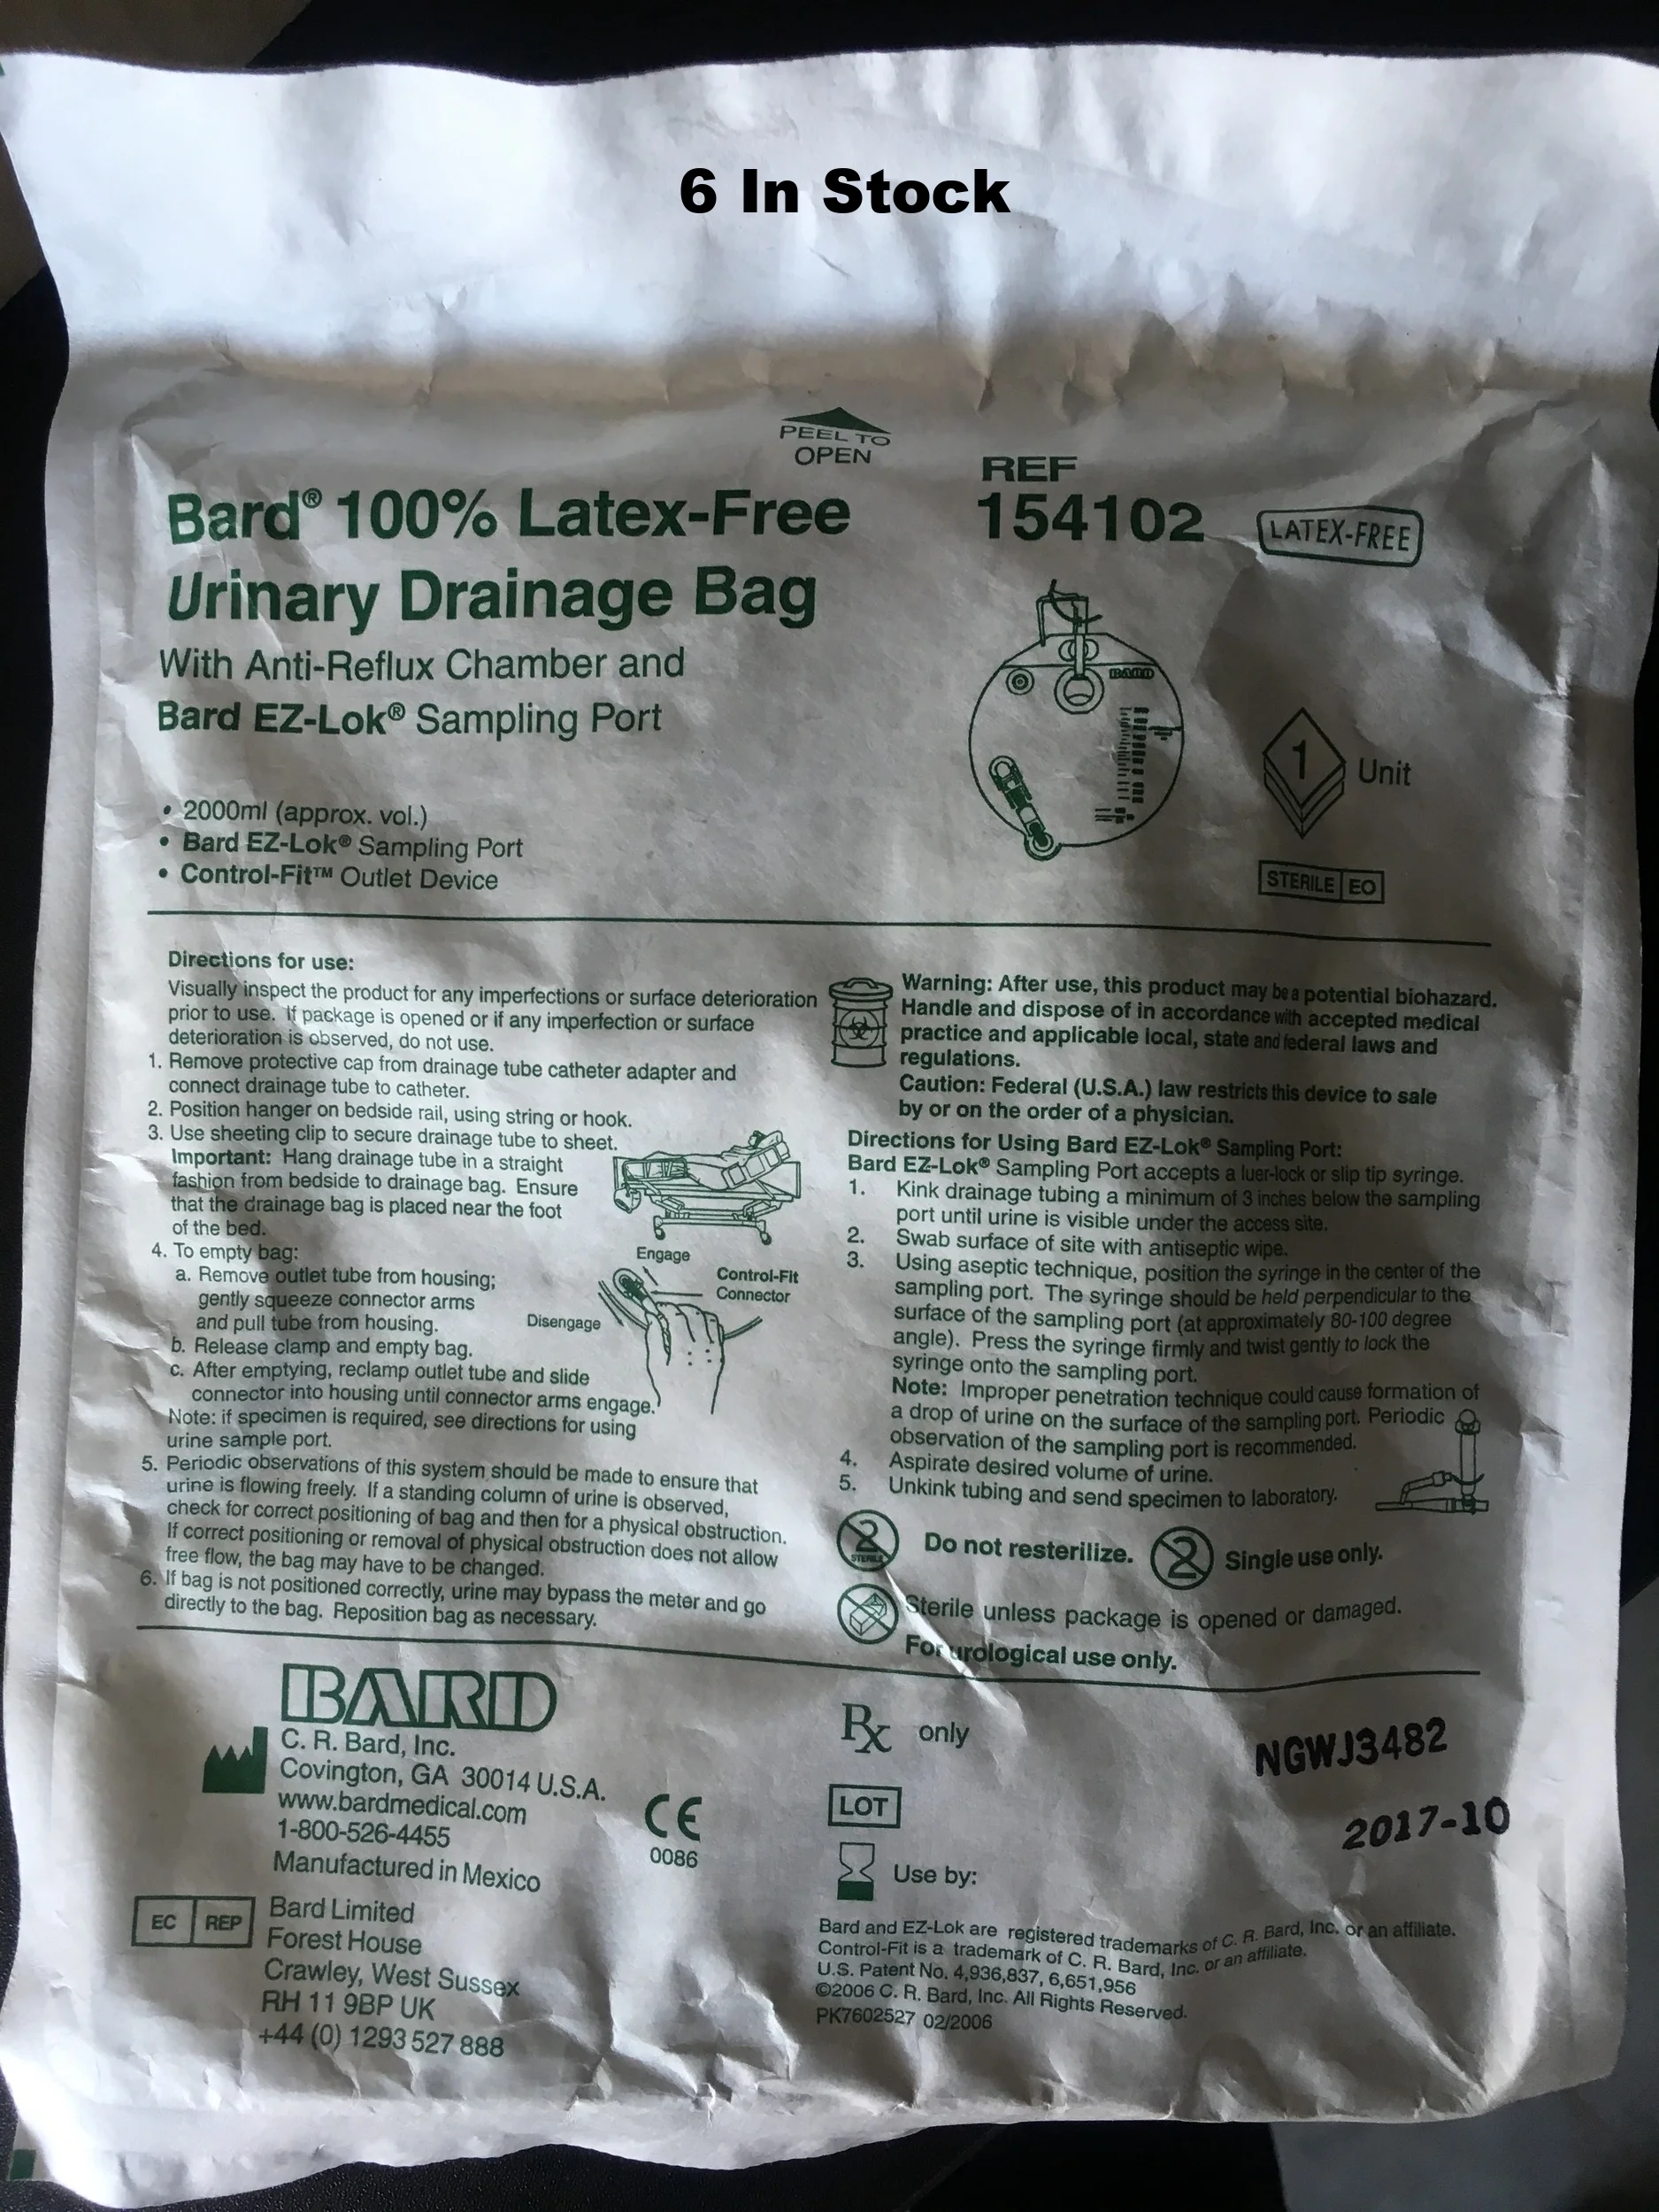 6 In Stock
PEEL TO
OPEN
Bard® 100% Latex-Free
Urinary Drainage Bag
With Anti-Reflux Chamber and
Bard EZ-Lok® Sampling Port
REF
154102
LATEX-FREE
BARD
1 Unit
STERILE EO
• 2000ml (approx. vol.)
• Bard EZ-Lok® Sampling Port
• Control-Fit™ Outlet Device
Directions for use:
Visually inspect the product for any imperfections or surface deterioration
prior to use. If package is opened or if any imperfection or surface
deterioration is observed, do not use.
1. Remove protective cap from drainage tube catheter adapter and
connect drainage tube to catheter.
2. Position hanger on bedside rail, using string or hook.
3. Use sheeting clip to secure drainage tube to sheet.
Important: Hang drainage tube in a straight
fashion from bedside to drainage bag. Ensure
that the drainage bag is placed near the foot
of the bed.
4. To empty bag:
a. Remove outlet tube from housing;
gently squeeze connector arms
and pull tube from housing.
b. Release clamp and empty bag.
c. After emptying, reclamp outlet tube and slide
connector into housing until connector arms engage.
Note: if specimen is required, see directions for using
urine sample port.
5. Periodic observations of this system should be made to ensure that
urine is flowing freely. If a standing column of urine is observed,
check for correct positioning of bag and then for a physical obstruction.
If correct positioning or removal of physical obstruction does not allow
free flow, the bag may have to be changed.
6. If bag is not positioned correctly, urine may bypass the meter and go
directly to the bag. Reposition bag as necessary.
Engage
Control-Fit
Connector
Disengage
Warning: After use, this product may be a potential biohazard.
Handle and dispose of in accordance with accepted medical
practice and applicable local, state and federal laws and
regulations.
Caution: Federal (U.S.A.) law restricts this device to sale
by or on the order of a physician.
Directions for Using Bard EZ-Lok® Sampling Port:
Bard EZ-Lok® Sampling Port accepts a luer-lock or slip tip syringe.
1. Kink drainage tubing a minimum of 3 inches below the sampling
port until urine is visible under the access site.
2. Swab surface of site with antiseptic wipe.
3. Using aseptic technique, position the syringe in the center of the
sampling port. The syringe should be held perpendicular to the
surface of the sampling port (at approximately 80-100 degree
angle). Press the syringe firmly and twist gently to lock the
syringe onto the sampling port.
Note: Improper penetration technique could cause formation of
a drop of urine on the surface of the sampling port. Periodic
observation of the sampling port is recommended.
4. Aspirate desired volume of urine.
5. Unkink tubing and send specimen to laboratory.
2 STERILE Do not resterilize. 2 Single use only.
Sterile unless package is opened or damaged.
For urological use only.
BARD
C. R. Bard, Inc.
Covington, GA 30014 U.S.A.
www.bardmedical.com
1-800-526-4455
Manufactured in Mexico
CE
0086
EC REP
Bard Limited
Forest House
Crawley, West Sussex
RH 11 9BP UK
+44 (0) 1293 527 888
Rx only
NGWJ3482
LOT
2017-10
Use by:
Bard and EZ-Lok are registered trademarks of C. R. Bard, Inc. or an affiliate.
Control-Fit is a trademark of C. R. Bard, Inc. or an affiliate.
U.S. Patent No. 4,936,837, 6,651,956
©2006 C. R. Bard, Inc. All Rights Reserved.
PK7602527 02/2006